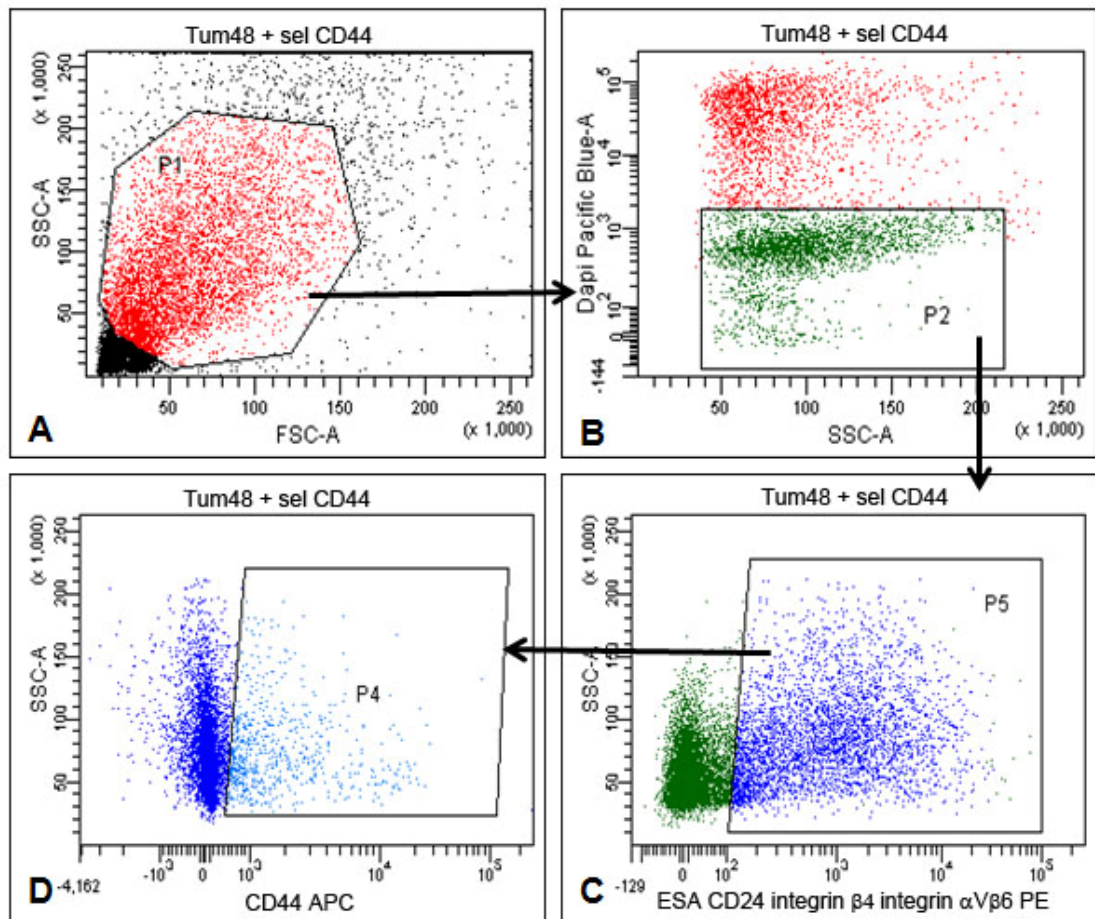 Tum48 + sel CD44
(x 1,000)
SSC-A
250
200
150
100
50
P1
50 100 150 200 250
FSC-A
(x 1,000)
A
Tum48 + sel CD44
Dapi Pacific Blue-A
10^5
10^4
10^3
10^2
0
-144
P2
50 100 150 200 250
SSC-A
(x 1,000)
B
Tum48 + sel CD44
(x 1,000)
SSC-A
250
200
150
100
50
P4
-4,162
-10^3 0 10^3 10^4 10^5
CD44 APC
D
Tum48 + sel CD44
(x 1,000)
SSC-A
250
200
150
100
50
P5
-129
0 10^2 10^3 10^4 10^5
ESA CD24 integrin β4 integrin αVβ6 PE
C